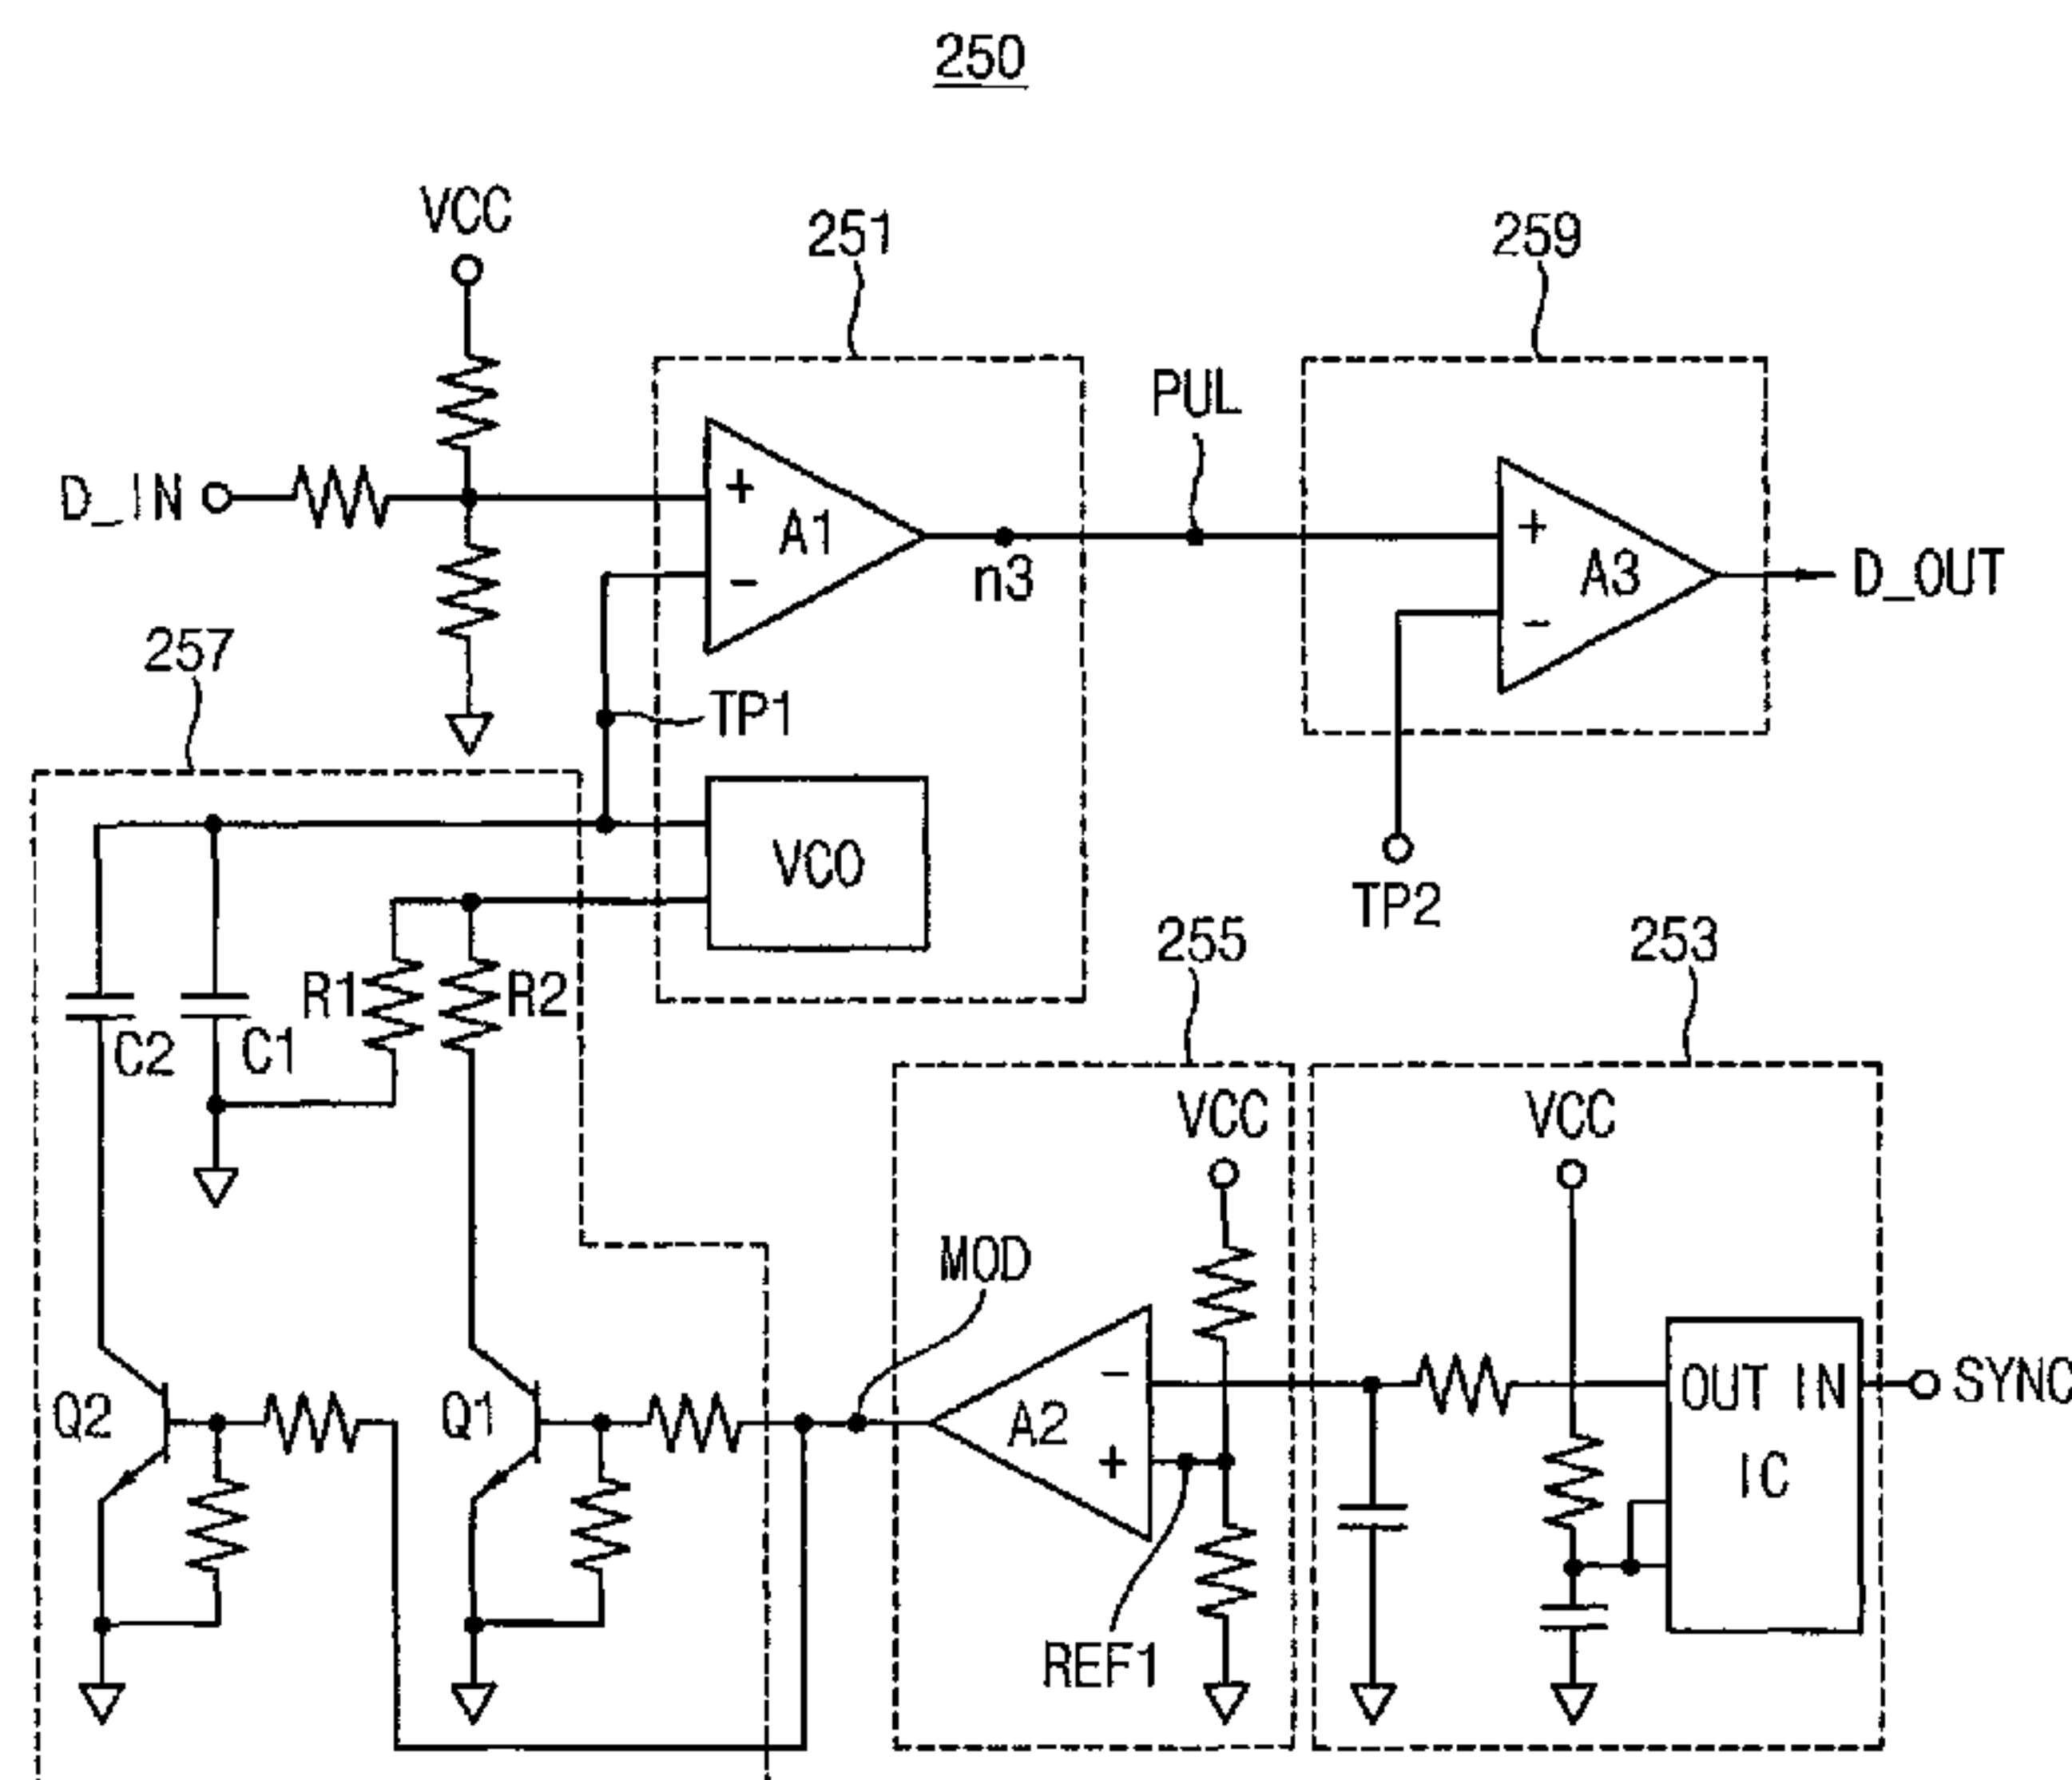 250
VCC
251
259
PUL
D_IN
+
A1
-
n3
+
A3
-
D_OUT
257
TP1
VCO
TP2
255
253
R1
R2
C2
C1
VCC
VCC
MOD
-
A2
+
OUT IN
IC
SYNC
Q2
Q1
REF1